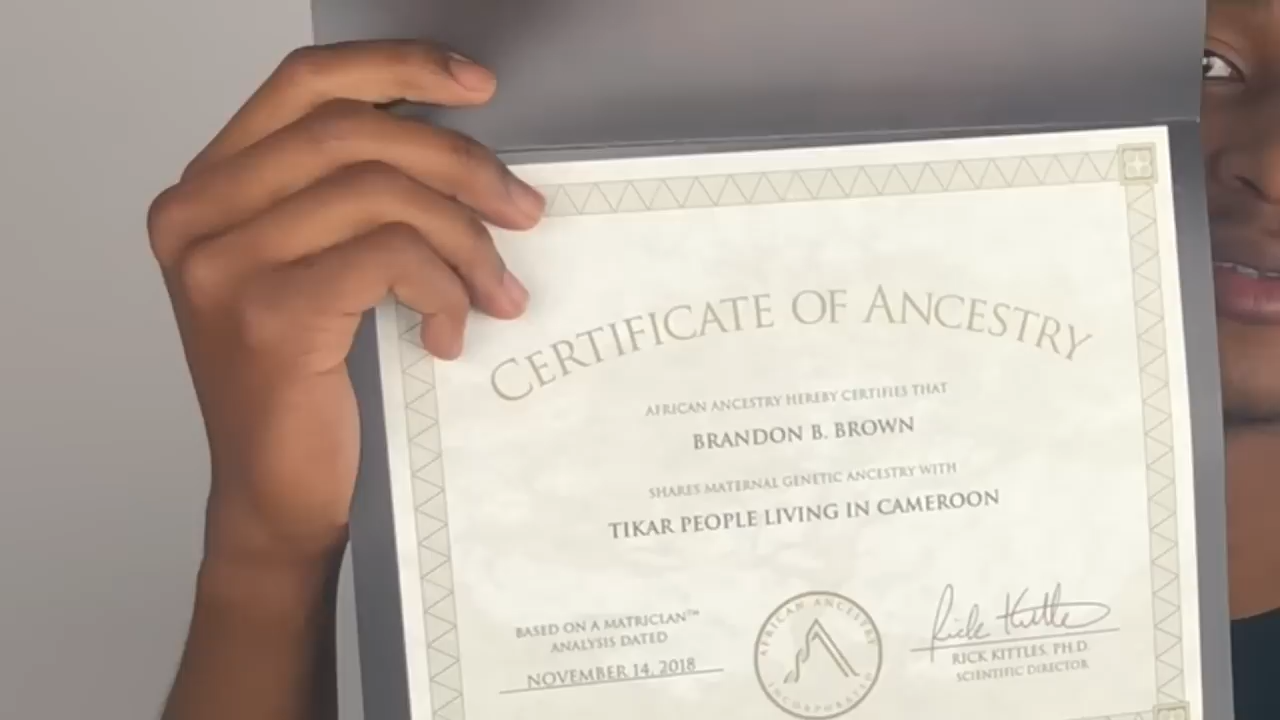 CERTIFICATE OF ANCESTRY
AFRICAN ANCESTRY HEREBY CERTIFIES THAT
BRANDON B. BROWN
SHARES MATERNAL GENETIC ANCESTRY WITH
TIKAR PEOPLE LIVING IN CAMEROON
BASED ON A MATRICLAN™
ANALYSIS DATED
NOVEMBER 14, 2018
AFRICAN ANCESTRY
INCORPORATED
Rick Kittles
RICK KITTLES, PH.D.
SCIENTIFIC DIRECTOR